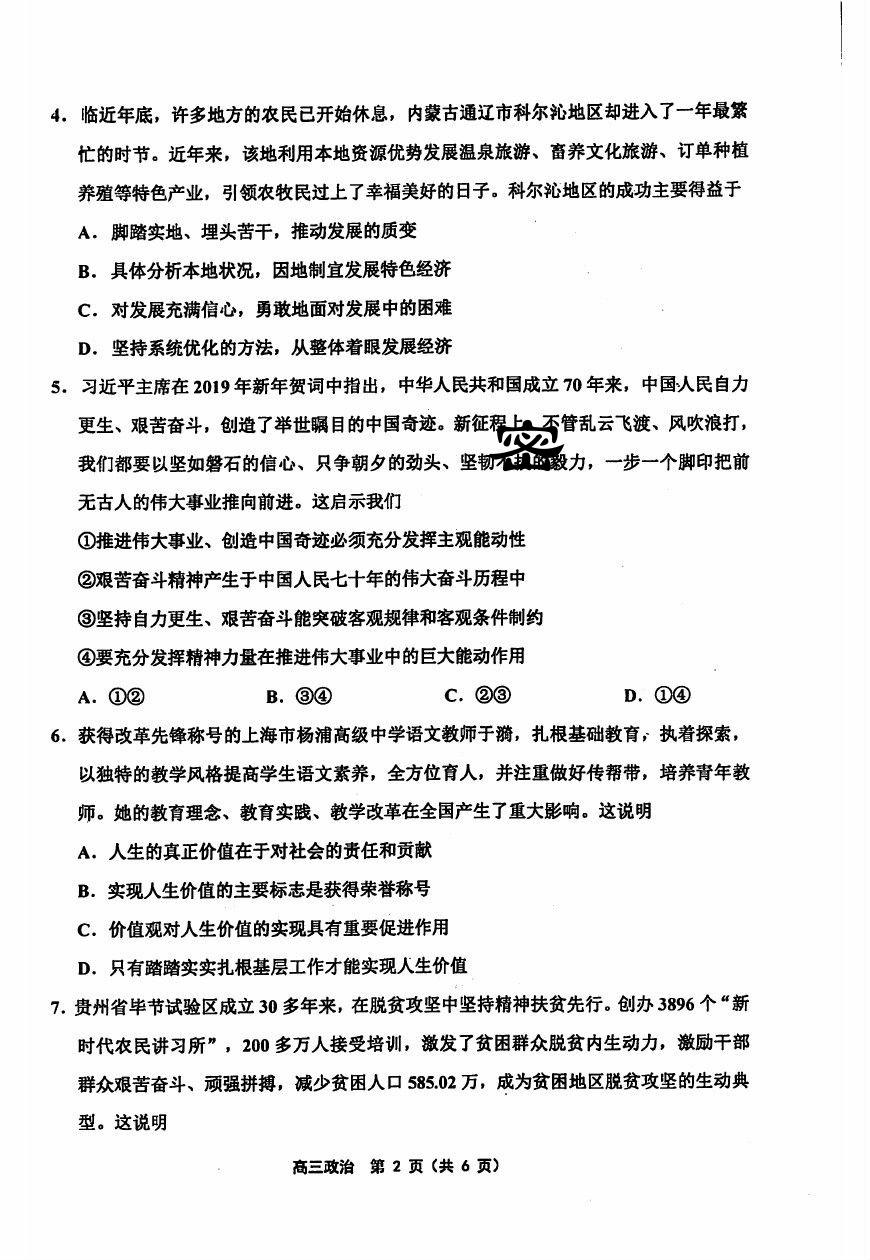 4．临近年底，许多地方的农民已开始休息，内蒙古通辽市科尔沁地区却进入了一年最繁
忙的时节。近年来，该地利用本地资源优势发展温泉旅游、畜养文化旅游、订单种植
养殖等特色产业，引领农牧民过上了幸福美好的日子。科尔沁地区的成功主要得益于
A．脚踏实地、埋头苦干，推动发展的质变
B．具体分析本地状况，因地制宜发展特色经济
C．对发展充满信心，勇敢地面对发展中的困难
D．坚持系统优化的方法，从整体着眼发展经济
5．习近平主席在2019年新年贺词中指出，中华人民共和国成立70年来，中国人民自力
更生、艰苦奋斗，创造了举世瞩目的中国奇迹。新征程上，不管乱云飞渡、风吹浪打，
我们都要以坚如磐石的信心、只争朝夕的劲头、坚韧不拔的毅力，一步一个脚印把前
无古人的伟大事业推向前进。这启示我们
①推进伟大事业、创造中国奇迹必须充分发挥主观能动性
②艰苦奋斗精神产生于中国人民七十年的伟大奋斗历程中
③坚持自力更生、艰苦奋斗能突破客观规律和客观条件制约
④要充分发挥精神力量在推进伟大事业中的巨大能动作用
A．①② B．③④ C．②③ D．①④
6．获得改革先锋称号的上海市杨浦高级中学语文教师于漪，扎根基础教育，执着探索，
以独特的教学风格提高学生语文素养，全方位育人，并注重做好传帮带，培养青年教
师。她的教育理念、教育实践、教学改革在全国产生了重大影响。这说明
A．人生的真正价值在于对社会的责任和贡献
B．实现人生价值的主要标志是获得荣誉称号
C．价值观对人生价值的实现具有重要促进作用
D．只有踏踏实实扎根基层工作才能实现人生价值
7．贵州省毕节试验区成立30多年来，在脱贫攻坚中坚持精神扶贫先行。创办3896个“新
时代农民讲习所”，200多万人接受培训，激发了贫困群众脱贫内生动力，激励干部
群众艰苦奋斗、顽强拼搏，减少贫困人口585.02万，成为贫困地区脱贫攻坚的生动典
型。这说明
密
高三政治 第 2 页（共 6 页）